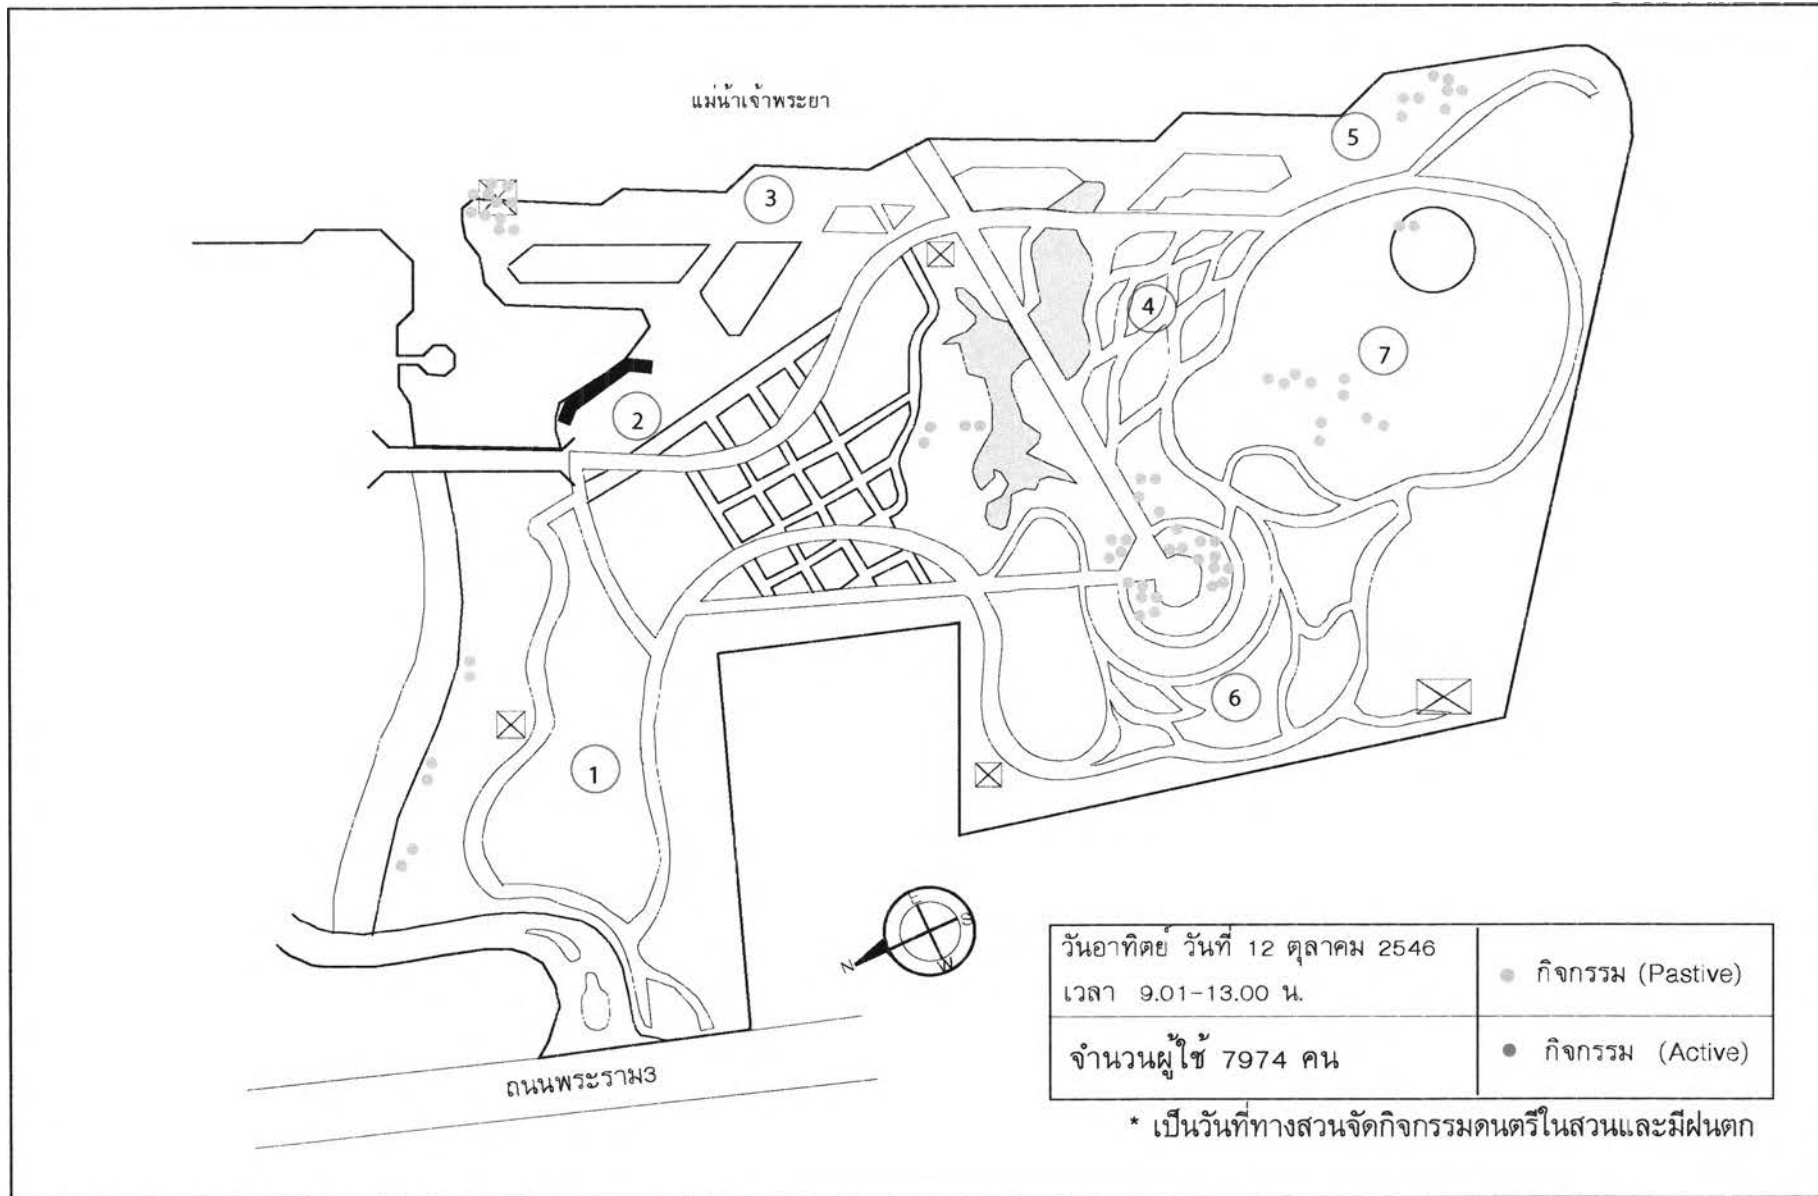 แม่น้ำเจ้าพระยา
5
3
4
7
2
6
1
E
S
N
W
วันอาทิตย์ วันที่ 12 ตุลาคม 2546
เวลา 9.01-13.00 น.
กิจกรรม (Pastive)
จำนวนผู้ใช้ 7974 คน
กิจกรรม (Active)
ถนนพระราม3
* เป็นวันที่ทางสวนจัดกิจกรรมดนตรีในสวนและมีฝนตก